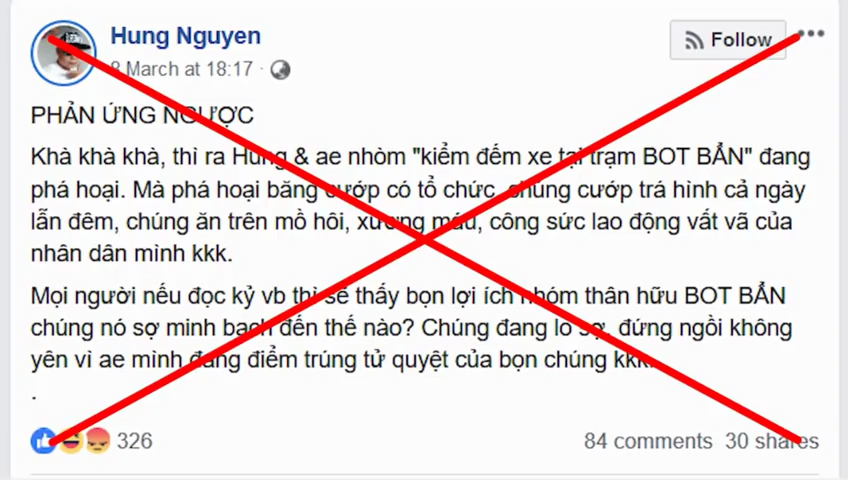 Hung Nguyen
Follow
8 March at 18:17 ·
PHẢN ỨNG NGƯỢC
Khà khà khà, thì ra Hùng & ae nhòm "kiểm đếm xe tại trạm BOT BẨN" đang
phá hoại. Mà phá hoại băng cướp có tổ chức, chúng cướp trá hình cả ngày
lẫn đêm, chúng ăn trên mồ hôi, xương máu, công sức lao động vất vã của
nhân dân mình kkk.
Mọi người nếu đọc kỷ vb thì sẽ thấy bọn lợi ích nhóm thân hữu BOT BẨN
chúng nó sợ minh bạch đến thế nào? Chúng đang lo sợ, đứng ngồi không
yên vì ae mình đang điểm trúng tử quyệt của bọn chúng kkk.
.
326
84 comments 30 shares